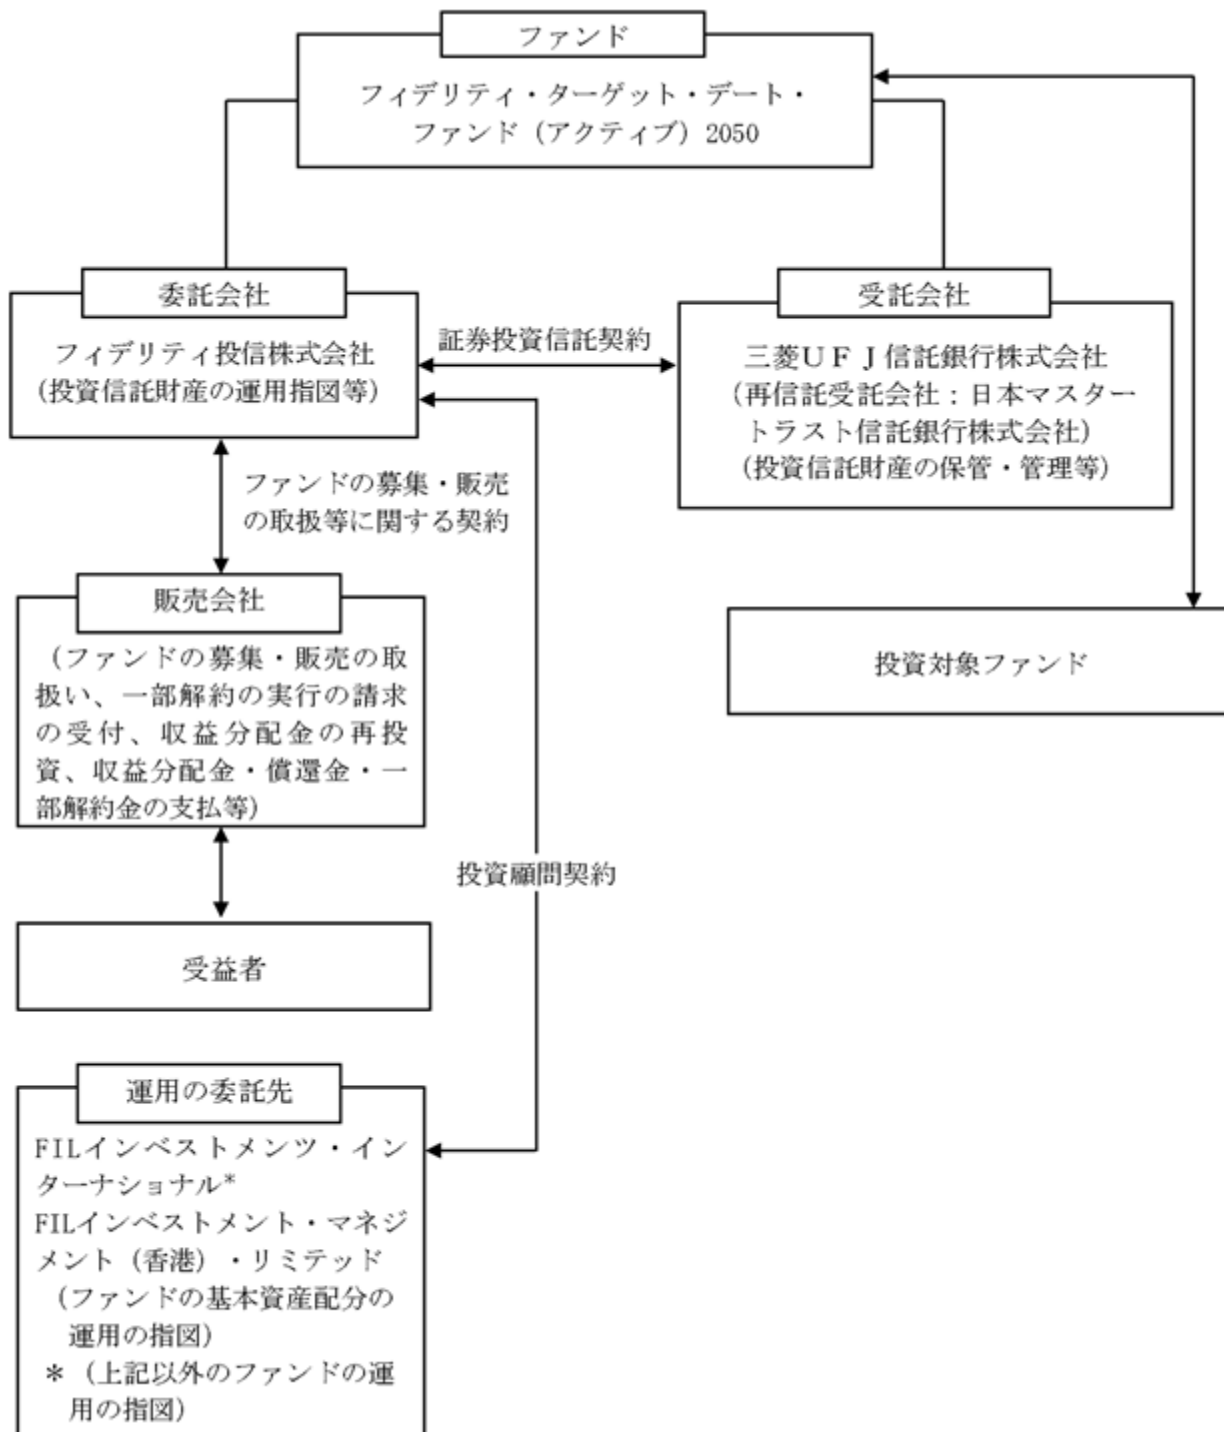 ファンド
フィデリティ・ターゲット・デート・
ファンド（アクティブ）2050
委託会社
フィデリティ投信株式会社
（投資信託財産の運用指図等）
証券投資信託契約
受託会社
三菱ＵＦＪ信託銀行株式会社
（再信託受託会社：日本マスター
トラスト信託銀行株式会社）
（投資信託財産の保管・管理等）
ファンドの募集・販売
の取扱等に関する契約
販売会社
（ファンドの募集・販売の取
扱い、一部解約の実行の請求
の受付、収益分配金の再投
資、収益分配金・償還金・一
部解約金の支払等）
投資対象ファンド
投資顧問契約
受益者
運用の委託先
FILインベストメンツ・イン
ターナショナル*
FILインベストメント・マネジ
メント（香港）・リミテッド
（ファンドの基本資産配分の
運用の指図）
＊（上記以外のファンドの運
用の指図）